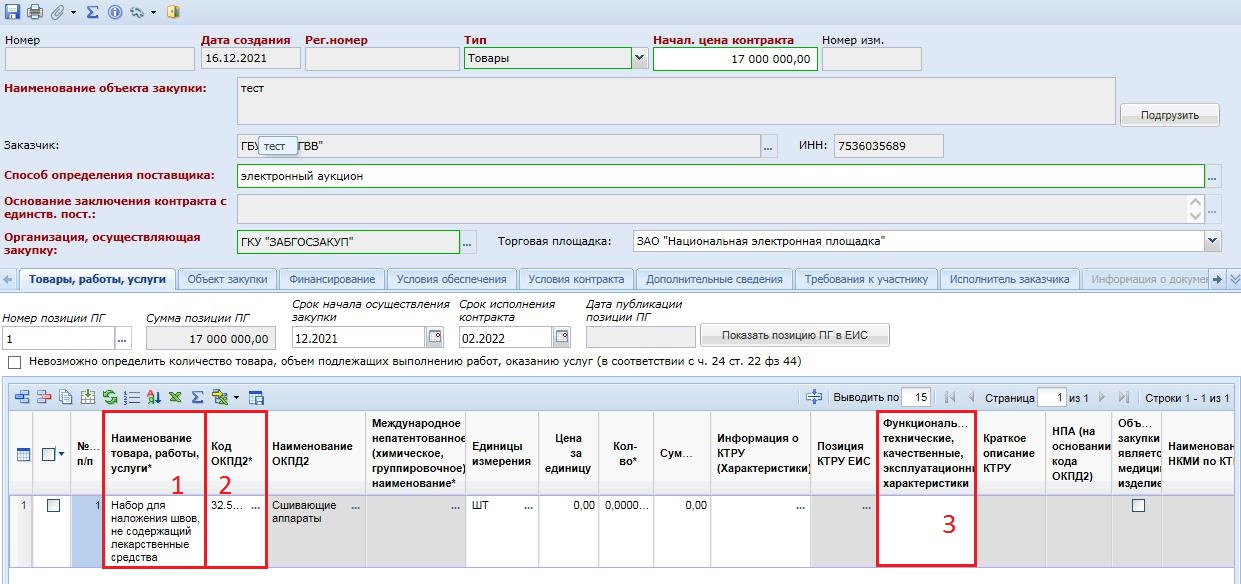 Номер
Дата создания
Рег.номер
Тип
Начал. цена контракта
Номер изм.
16.12.2021
Товары
17 000 000,00
Наименование объекта закупки:
тест
Подгрузить
Заказчик:
тест
ГВВ"
...
ИНН:
7536035689
Способ определения поставщика:
электронный аукцион
...
Основание заключения контракта с
единств. пост.:
...
Организация, осуществляющая
закупку:
ГКУ "ЗАБГОСЗАКУП"
...
Торговая площадка:
ЗАО "Национальная электронная площадка"
Товары, работы, услуги
Объект закупки
Финансирование
Условия обеспечения
Условия контракта
Дополнительные сведения
Требования к участнику
Исполнитель заказчика
Информация о докумен
Номер позиции ПГ
Сумма позиции ПГ
Срок начала осуществления
закупки
Срок исполнения
контракта
Дата публикации
позиции ПГ
1
...
17 000 000,00
12.2021
02.2022
Показать позицию ПГ в ЕИС
Невозможно определить количество товара, объем подлежащих выполнению работ, оказанию услуг (в соответствии с ч. 24 ст. 22 фз 44)
Выводить по
15
Страница
1
из 1
Строки 1 - 1 из 1
№...
п/п
Наименование
товара, работы,
услуги*
1
Код
ОКПД2*
2
Наименование
ОКПД2
Международное
непатентованное
(химическое,
группировочное)
наименование*
Единицы
измерения
Цена
за
единицу
Кол-
во*
Сум...
Информация о
КТРУ
(Характеристики)
Позиция
КТРУ ЕИС
Функциональ...
технические,
качественные,
эксплуатационн
характеристики
Краткое
описание
КТРУ
НПА (на
основании
кода
ОКПД2)
Объ...
закупки
являетс
медици
изделие
Наименован
НКМИ по КТ
1
1
Набор для
наложения швов,
не содержащий
лекарственные
средства
32.5...
...
Сшивающие
аппараты
...
...
ШТ
...
0,00
0,0000...
0,00
...
...
3